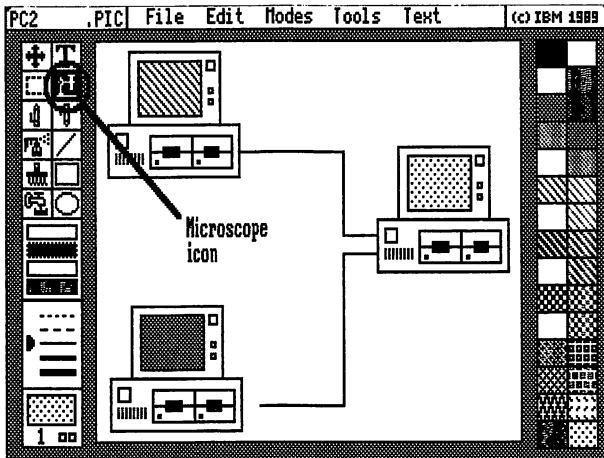 PC2 .PIC File Edit Modes Tools Text (c) IBM 1989
T
Microscope
icon
1